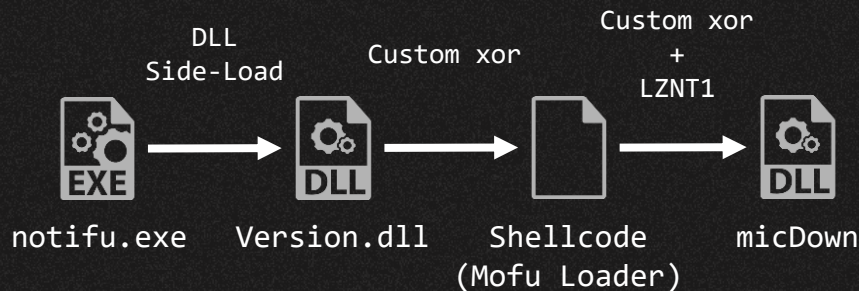 DLL
Side-Load
Custom xor
Custom xor
+
LZNT1
EXE
DLL
DLL
notifu.exe
Version.dll
Shellcode
(Mofu Loader)
micDown